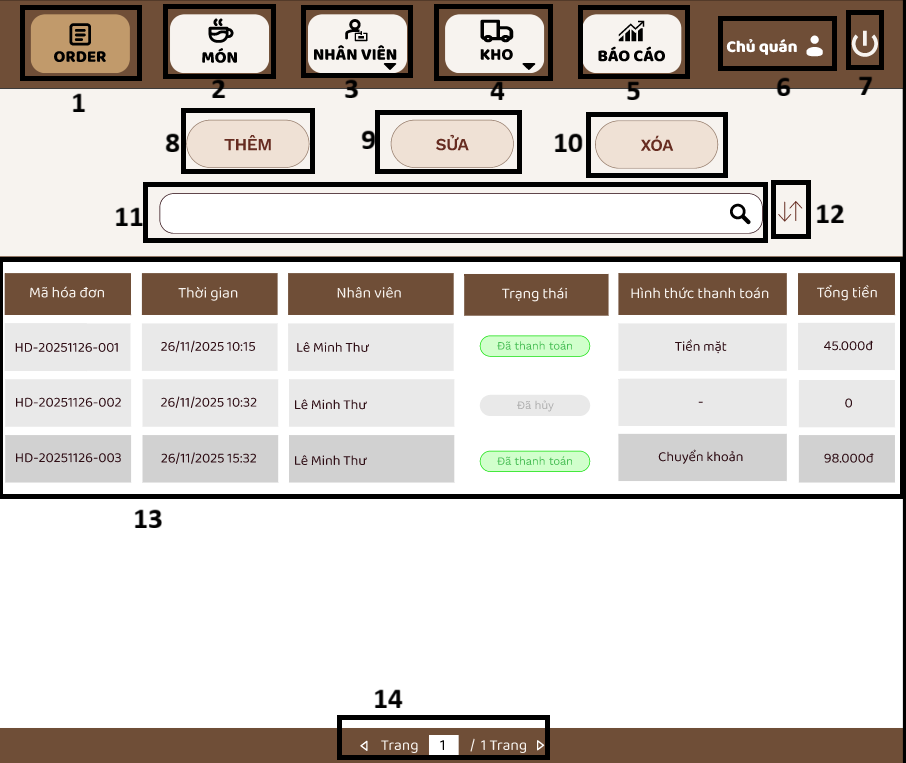 ORDER
MÓN
NHÂN VIÊN
KHO
BÁO CÁO
Chủ quán
1
2
3
4
5
6
7
8
THÊM
9
SỬA
10
XÓA
11
12
Mã hóa đơn Thời gian Nhân viên Trạng thái Hình thức thanh toán Tổng tiền
HD-20251126-001 26/11/2025 10:15 Lê Minh Thư Đã thanh toán Tiền mặt 45.000đ
HD-20251126-002 26/11/2025 10:32 Lê Minh Thư Đã hủy - 0
HD-20251126-003 26/11/2025 15:32 Lê Minh Thư Đã thanh toán Chuyển khoản 98.000đ
13
14
Trang 1 / 1 Trang